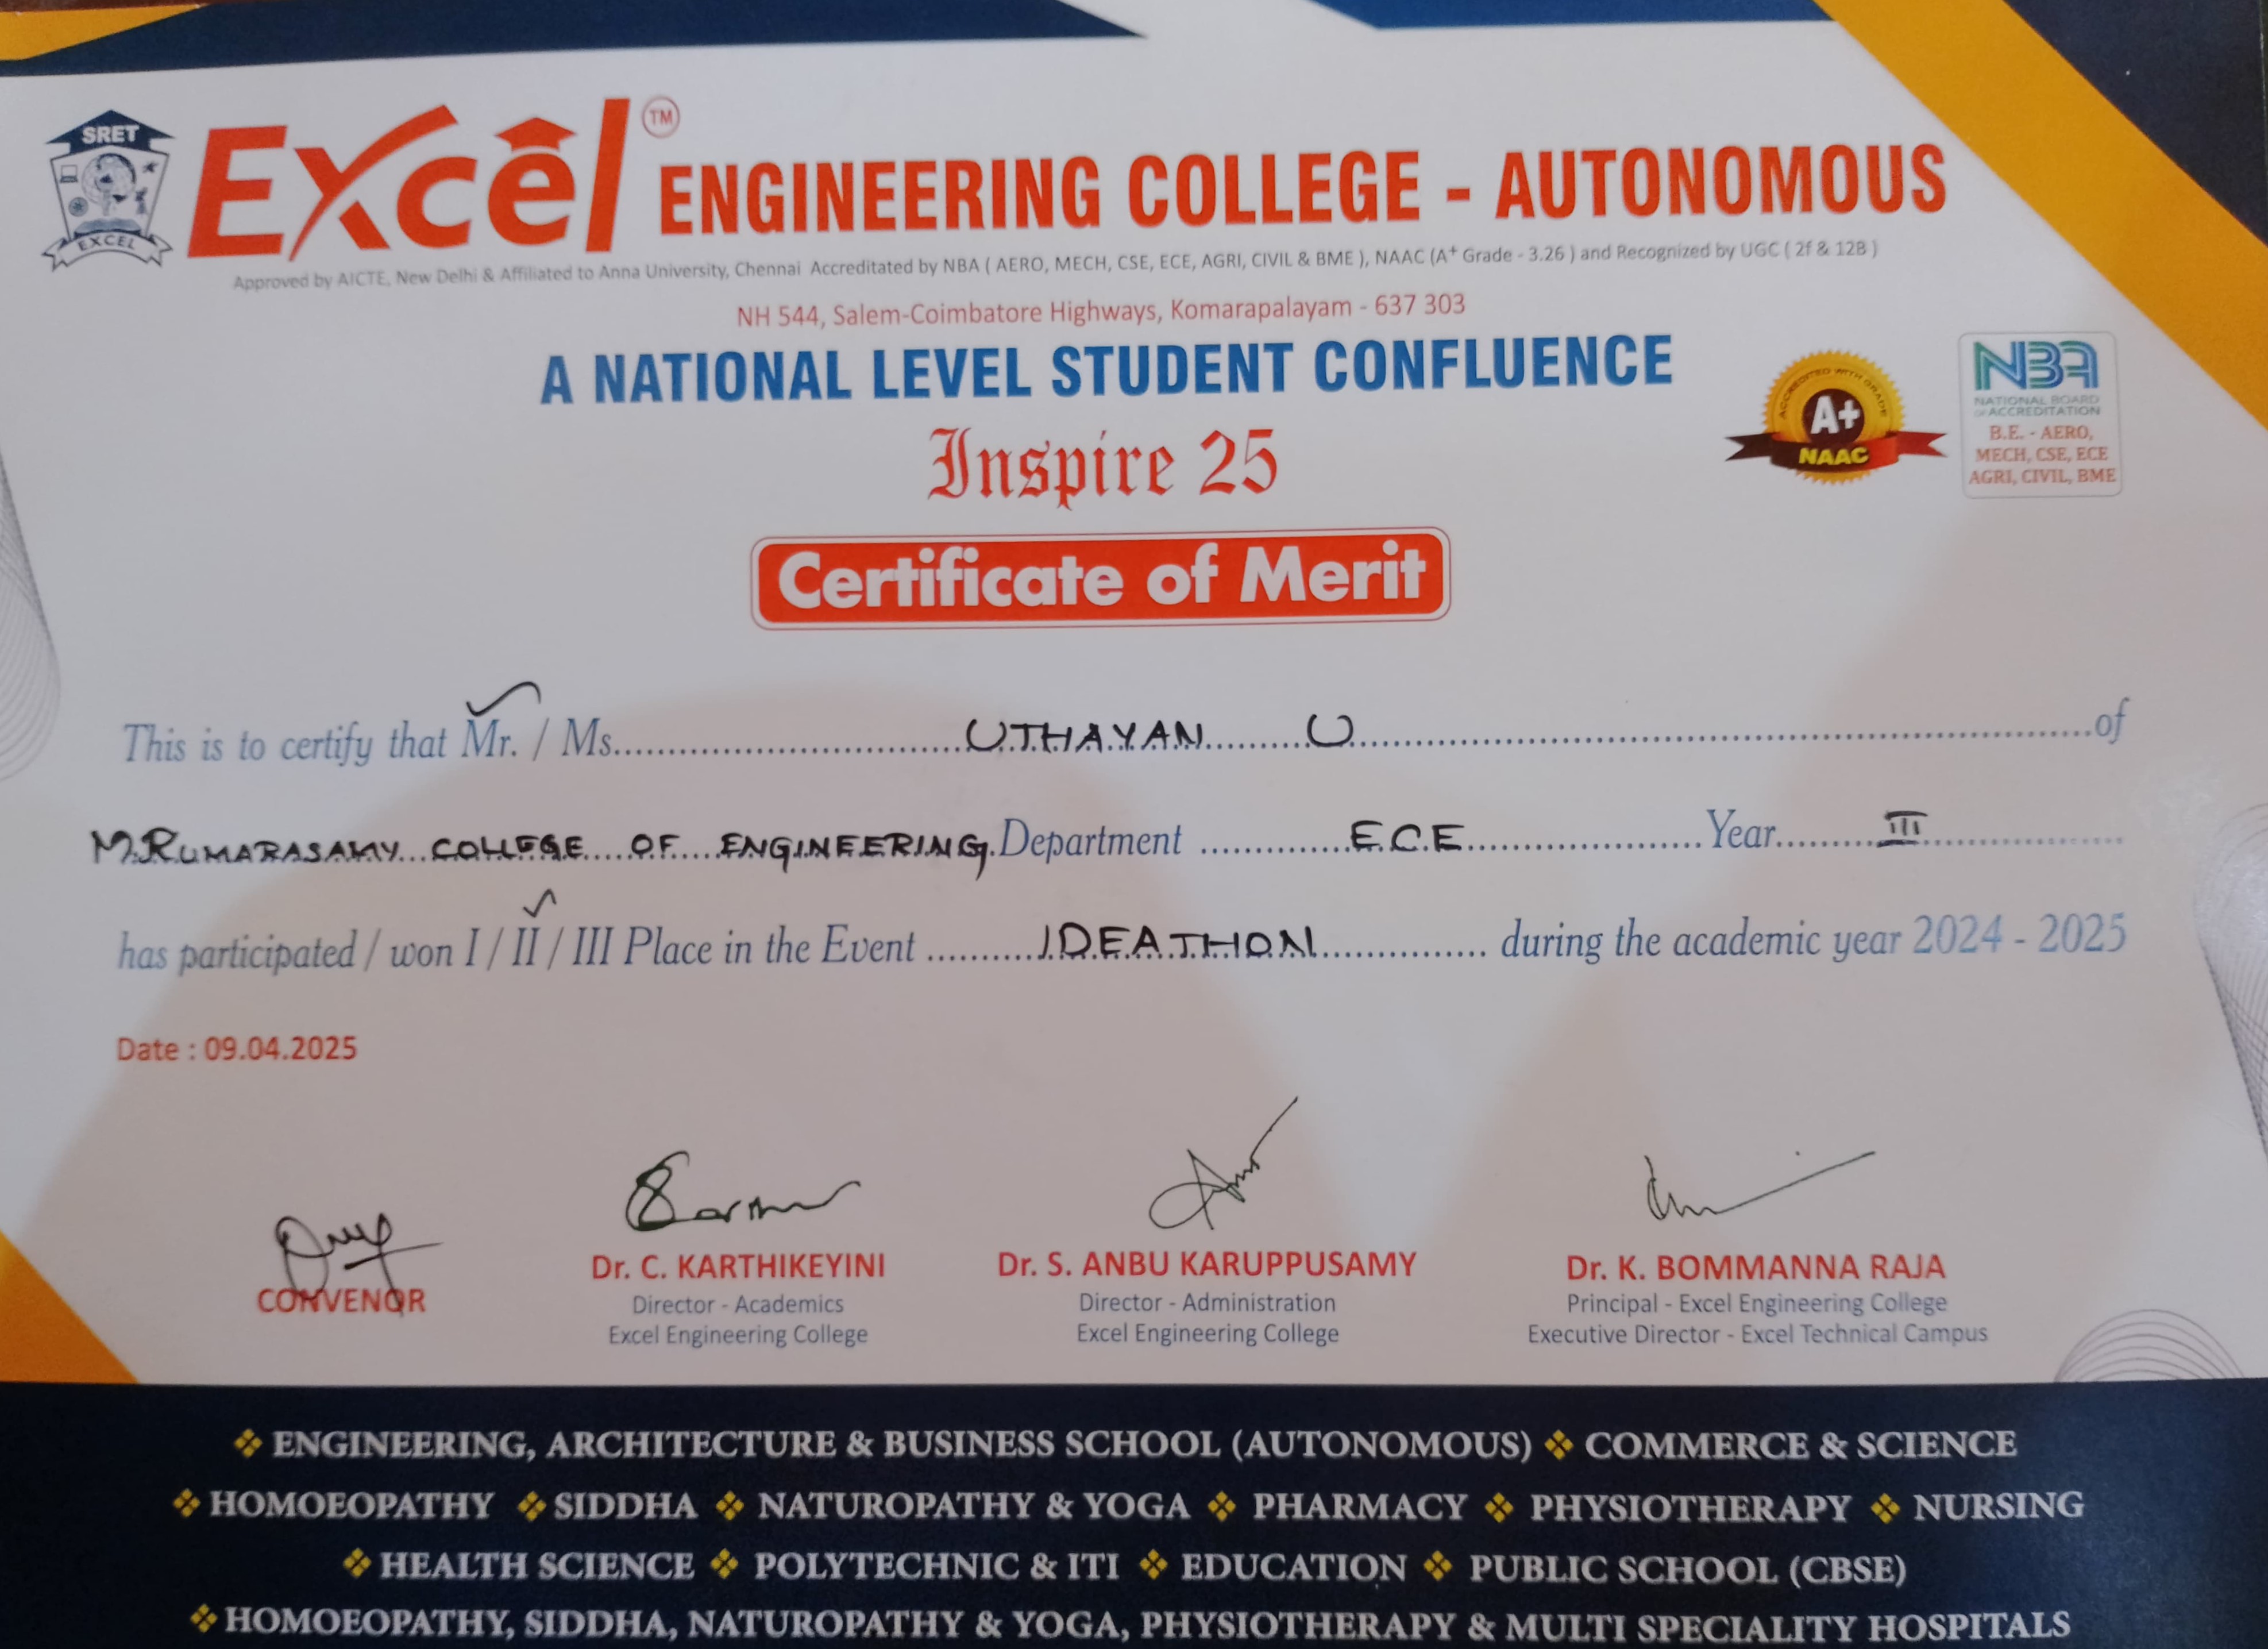 SRET
EXCEL
Excel TM ENGINEERING COLLEGE - AUTONOMOUS
Approved by AICTE, New Delhi & Affiliated to Anna University, Chennai Accreditated by NBA ( AERO, MECH, CSE, ECE, AGRI, CIVIL & BME ), NAAC (A+ Grade - 3.26 ) and Recognized by UGC ( 2f & 12B )
NH 544, Salem-Coimbatore Highways, Komarapalayam - 637 303
A NATIONAL LEVEL STUDENT CONFLUENCE
Inspire 25
ACCREDITED WITH GRADE
A+
NAAC
NBA
NATIONAL BOARD
of ACCREDITATION
B.E. - AERO,
MECH, CSE, ECE
AGRI, CIVIL, BME
Certificate of Merit
This is to certify that Mr. / Ms. UTHAYAN U of
M.KUMARASAMY COLLEGE OF ENGINEERING Department E.C.E Year III
has participated / won I / II / III Place in the Event IDEATHON during the academic year 2024 - 2025
Date : 09.04.2025
CONVENOR
Dr. C. KARTHIKEYINI
Director - Academics
Excel Engineering College
Dr. S. ANBU KARUPPUSAMY
Director - Administration
Excel Engineering College
Dr. K. BOMMANNA RAJA
Principal - Excel Engineering College
Executive Director - Excel Technical Campus
❖ ENGINEERING, ARCHITECTURE & BUSINESS SCHOOL (AUTONOMOUS) ❖ COMMERCE & SCIENCE
❖ HOMOEOPATHY ❖ SIDDHA ❖ NATUROPATHY & YOGA ❖ PHARMACY ❖ PHYSIOTHERAPY ❖ NURSING
❖ HEALTH SCIENCE ❖ POLYTECHNIC & ITI ❖ EDUCATION ❖ PUBLIC SCHOOL (CBSE)
❖ HOMOEOPATHY, SIDDHA, NATUROPATHY & YOGA, PHYSIOTHERAPY & MULTI SPECIALITY HOSPITALS